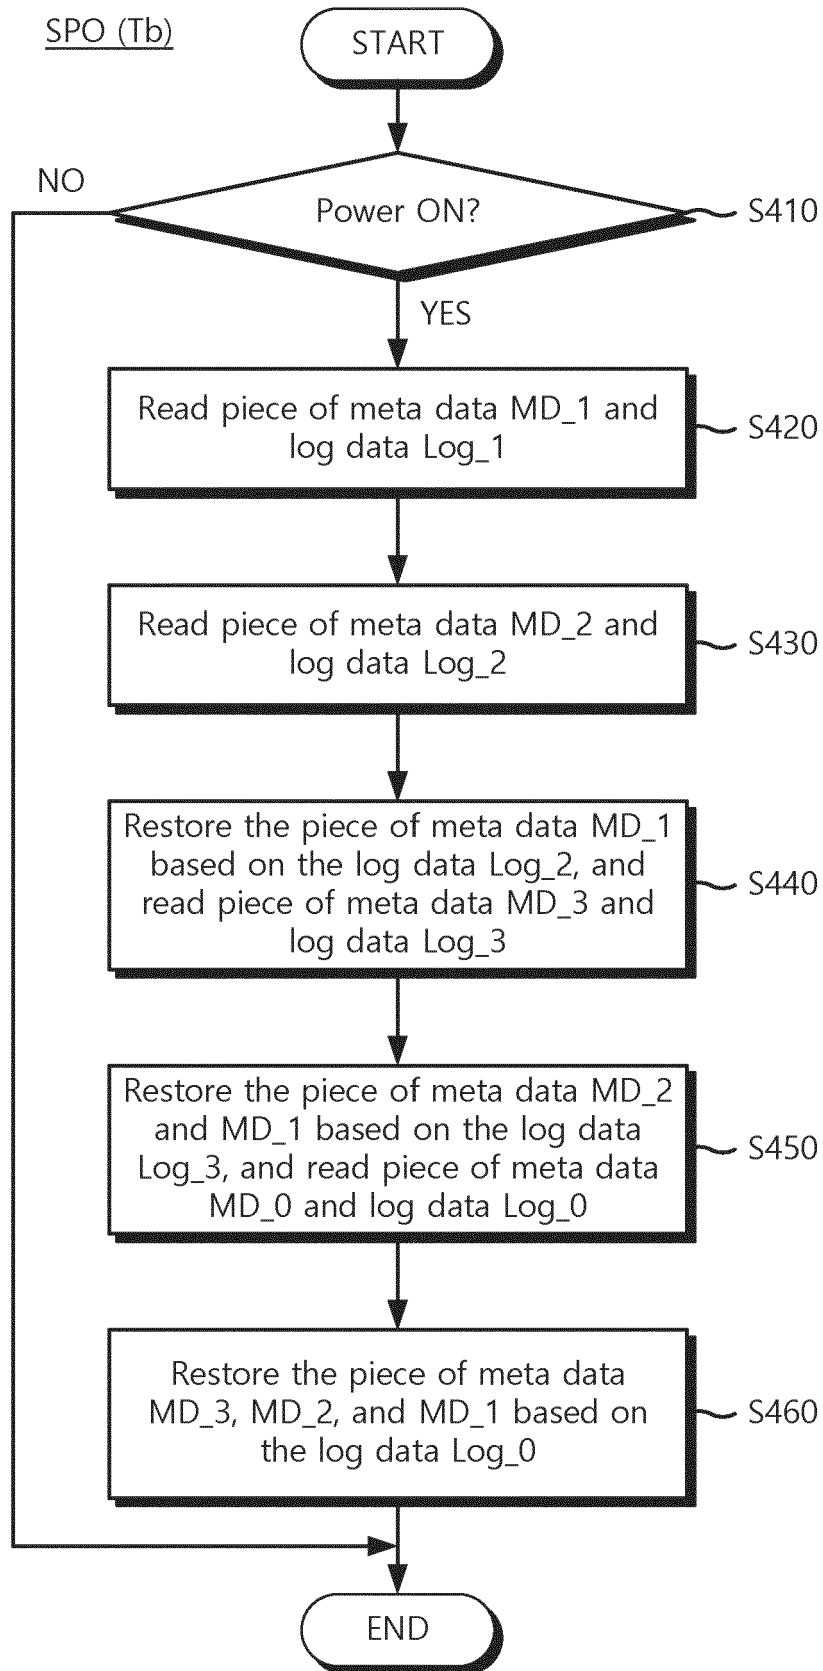 SPO (Tb)
START
NO
Power ON?
S410
YES
Read piece of meta data MD_1 and
log data Log_1
S420
Read piece of meta data MD_2 and
log data Log_2
S430
Restore the piece of meta data MD_1
based on the log data Log_2, and
read piece of meta data MD_3 and
log data Log_3
S440
Restore the piece of meta data MD_2
and MD_1 based on the log data
Log_3, and read piece of meta data
MD_0 and log data Log_0
S450
Restore the piece of meta data
MD_3, MD_2, and MD_1 based on
the log data Log_0
S460
END